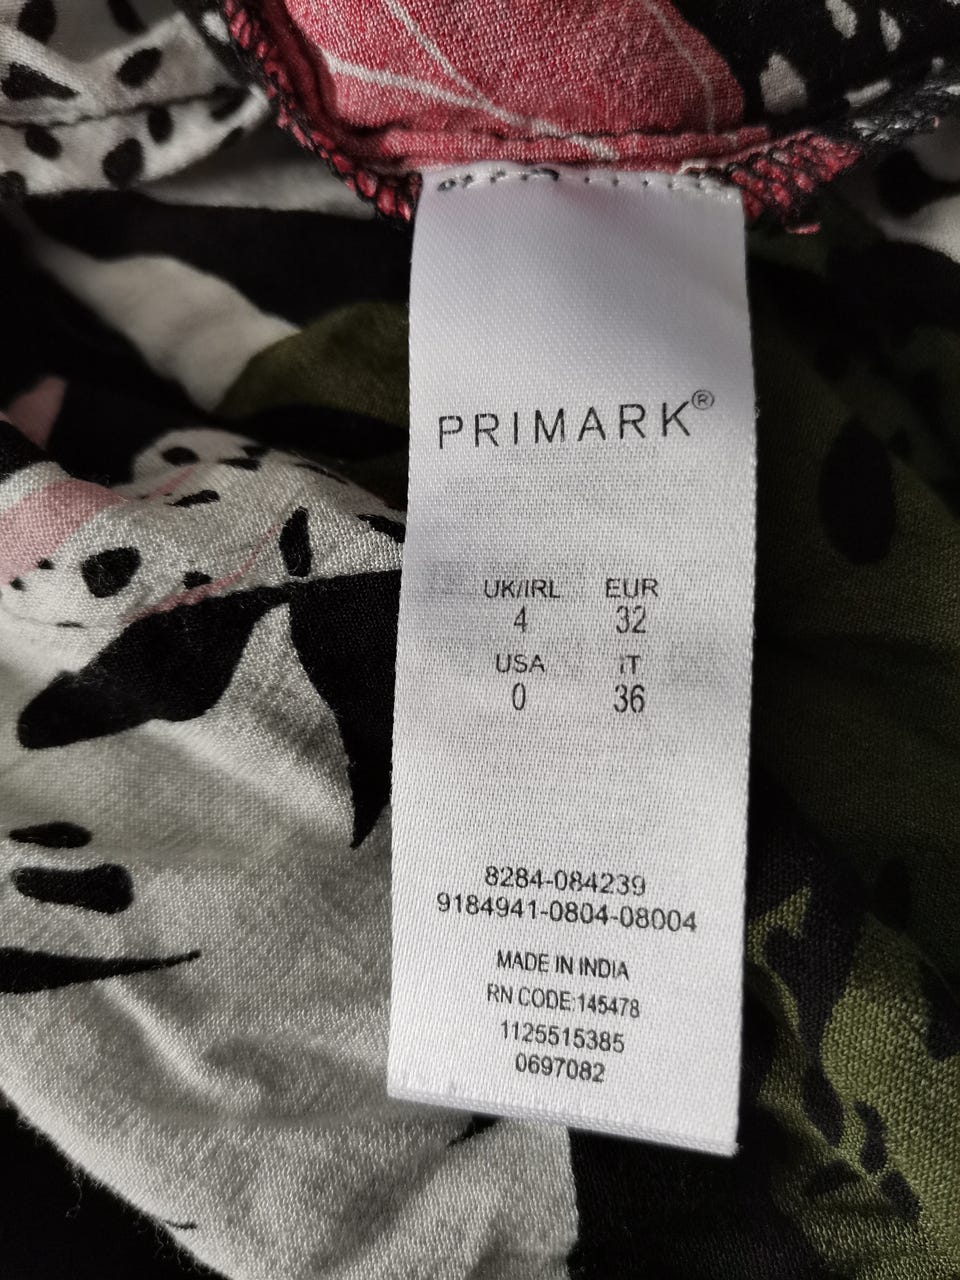 PRIMARK®
UK/IRL EUR
4 32
USA IT
0 36
8284-084239
9184941-0804-08004
MADE IN INDIA
RN CODE:145478
1125515385
0697082